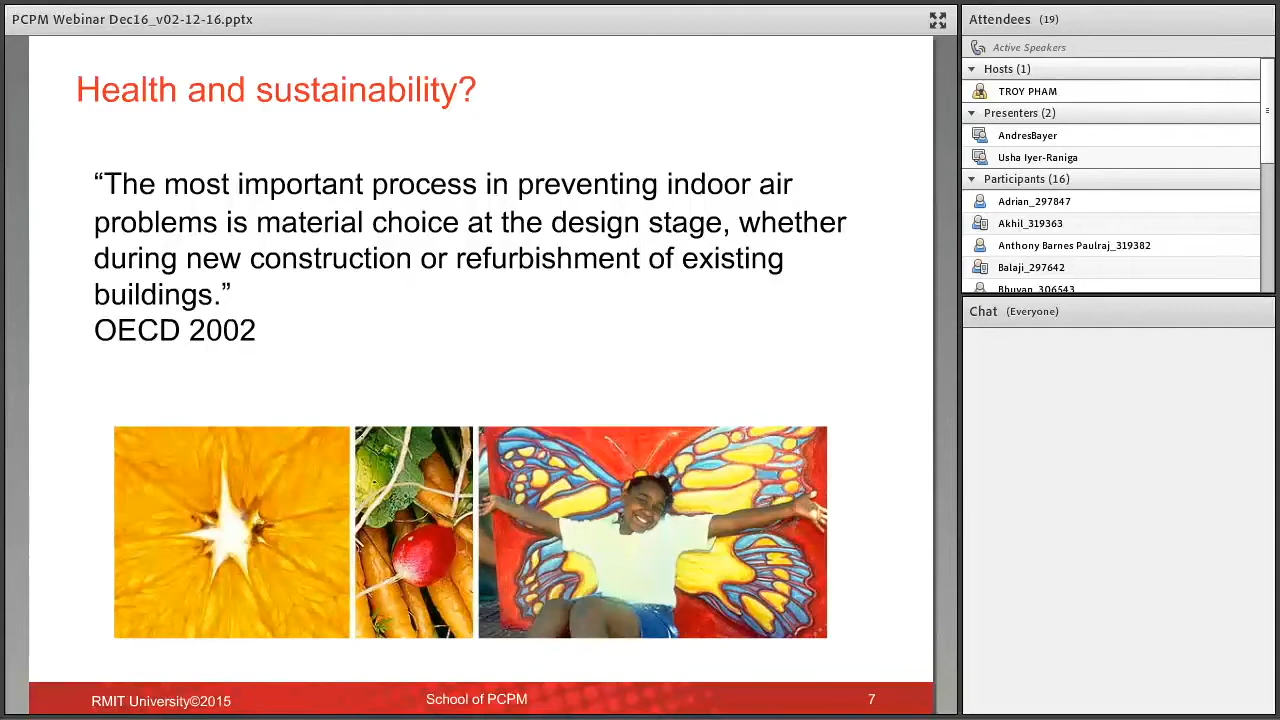 PCPM Webinar Dec16_v02-12-16.pptx
Health and sustainability?
“The most important process in preventing indoor air
problems is material choice at the design stage, whether
during new construction or refurbishment of existing
buildings.”
OECD 2002
RMIT University©2015
School of PCPM
7
Attendees (19)
Active Speakers
Hosts (1)
TROY PHAM
Presenters (2)
AndresBayer
Usha Iyer-Raniga
Participants (16)
Adrian_297847
Akhil_319363
Anthony Barnes Paulraj_319382
Balaji_297642
Bhuvan_306543
Chat (Everyone)